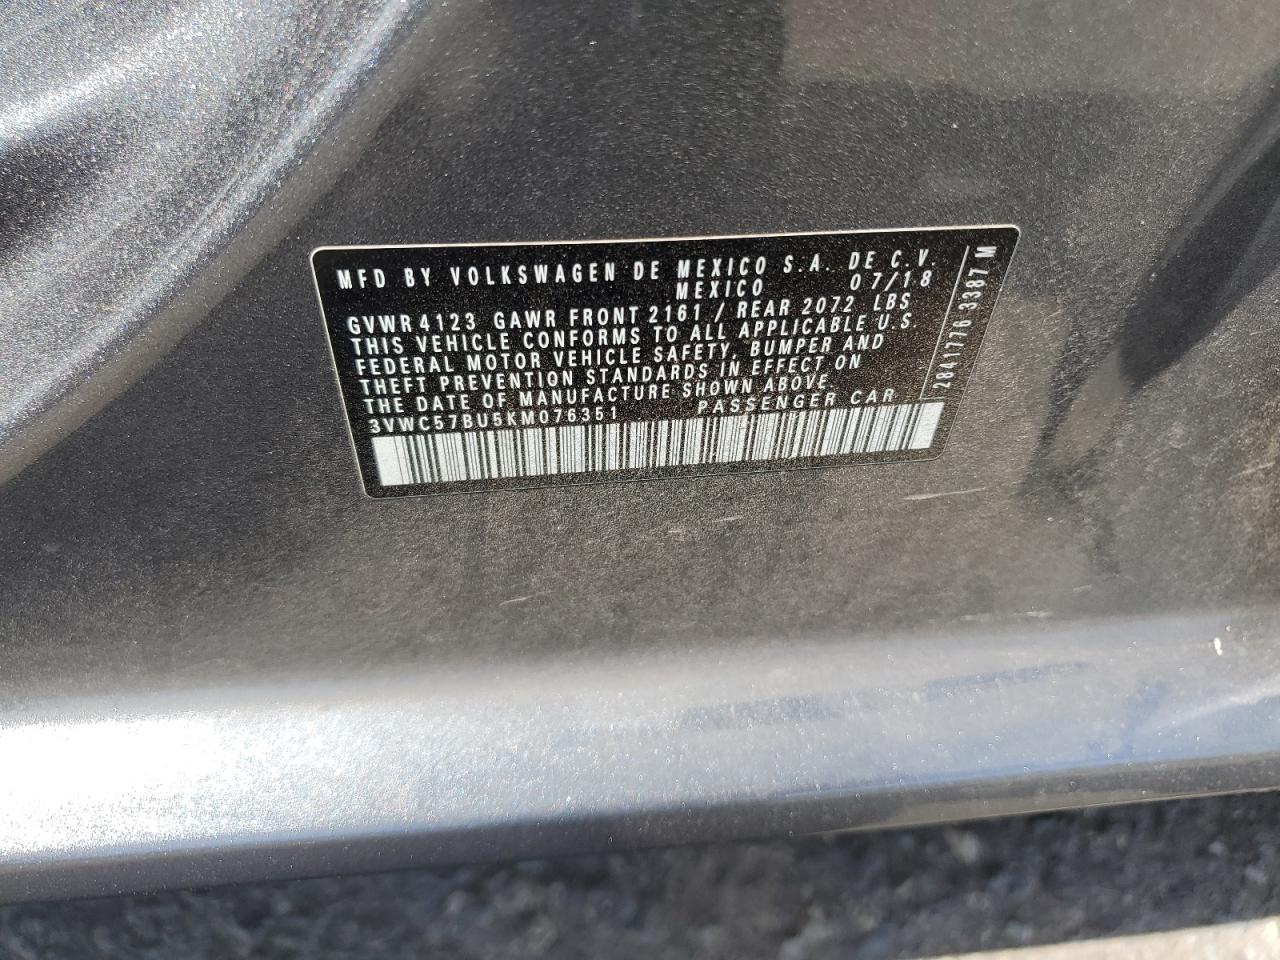 MFD BY VOLKSWAGEN DE MEXICO S.A. DE C.V.
MEXICO 07/18
GVWR 4123 GAWR FRONT 2161 / REAR 2072 LBS
THIS VEHICLE CONFORMS TO ALL APPLICABLE U.S.
FEDERAL MOTOR VEHICLE SAFETY, BUMPER AND
THEFT PREVENTION STANDARDS IN EFFECT ON
THE DATE OF MANUFACTURE SHOWN ABOVE.
3VWC57BU5KM076351 PASSENGER CAR
2841776 3387 M